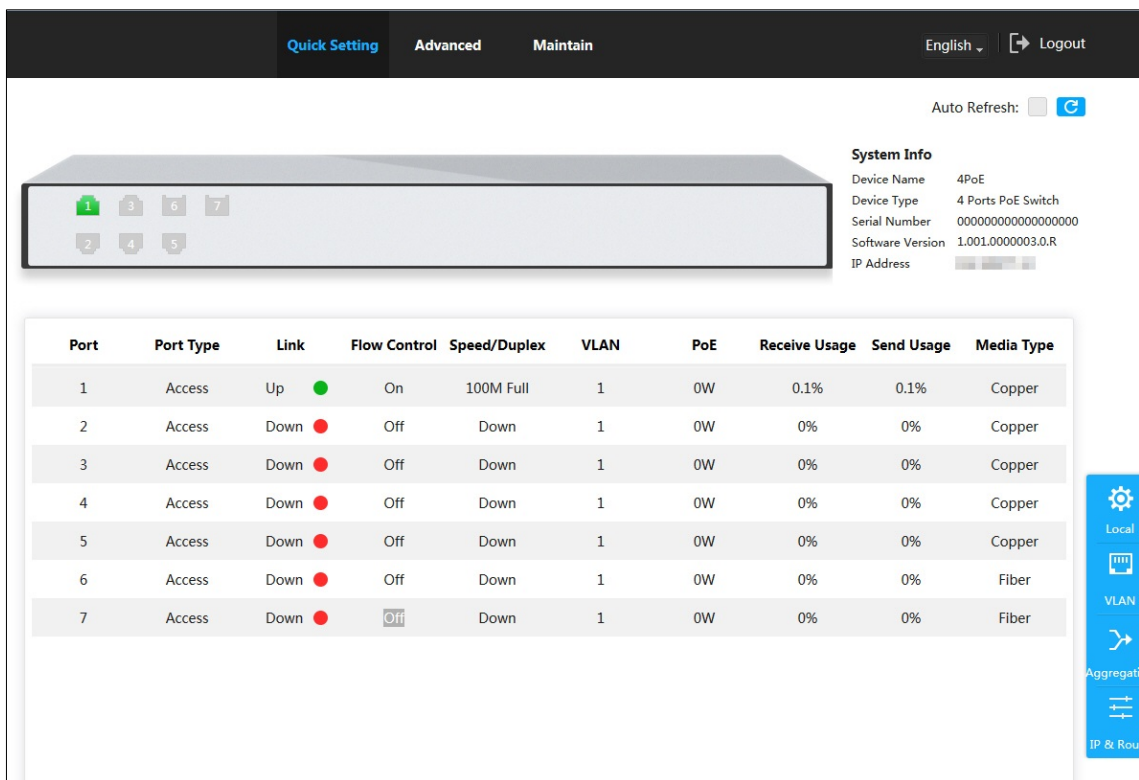 Quick Setting Advanced Maintain English Logout
Auto Refresh:
System Info
Device Name 4PoE
Device Type 4 Ports PoE Switch
Serial Number 000000000000000000
Software Version 1.001.0000003.0.R
IP Address
1 3 6 7
2 4 5
Port Port Type Link Flow Control Speed/Duplex VLAN PoE Receive Usage Send Usage Media Type
1 Access Up On 100M Full 1 0W 0.1% 0.1% Copper
2 Access Down Off Down 1 0W 0% 0% Copper
3 Access Down Off Down 1 0W 0% 0% Copper
4 Access Down Off Down 1 0W 0% 0% Copper
5 Access Down Off Down 1 0W 0% 0% Copper
6 Access Down Off Down 1 0W 0% 0% Fiber
7 Access Down Off Down 1 0W 0% 0% Fiber
Local
VLAN
Aggregati
IP & Rou